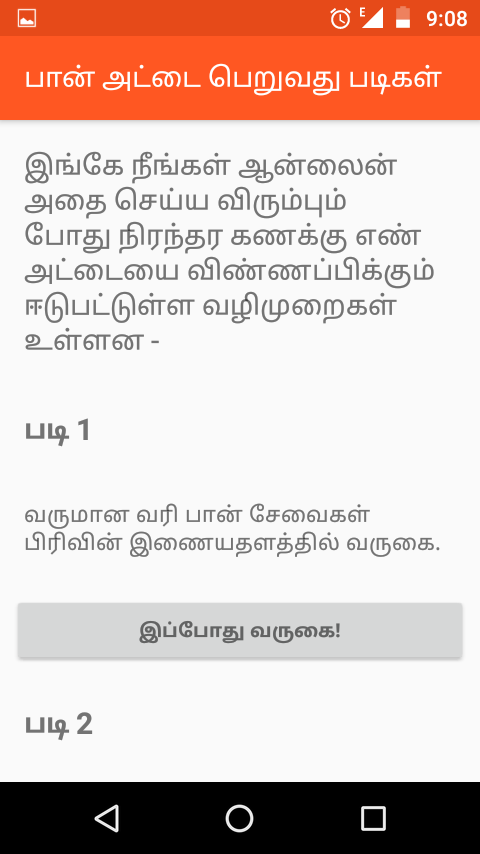 E 9:08
பான் அட்டை பெறுவது படிகள்
இங்கே நீங்கள் ஆன்லைன்
அதை செய்ய விரும்பும்
போது நிரந்தர கணக்கு எண்
அட்டையை விண்ணப்பிக்கும்
ஈடுபட்டுள்ள வழிமுறைகள்
உள்ளன -
படி 1
வருமான வரி பான் சேவைகள்
பிரிவின் இணையதளத்தில் வருகை.
இப்போது வருகை!
படி 2